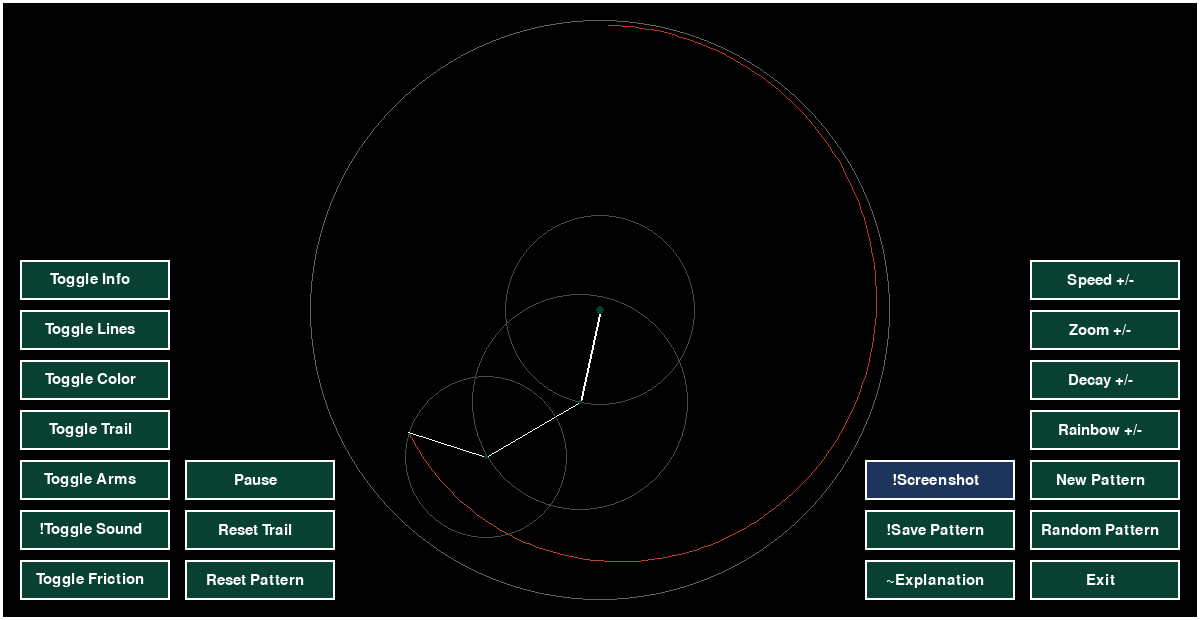 Toggle Info
Toggle Lines
Toggle Color
Toggle Trail
Toggle Arms
!Toggle Sound
Toggle Friction
Pause
Reset Trail
Reset Pattern
!Screenshot
!Save Pattern
~Explanation
Speed +/-
Zoom +/-
Decay +/-
Rainbow +/-
New Pattern
Random Pattern
Exit